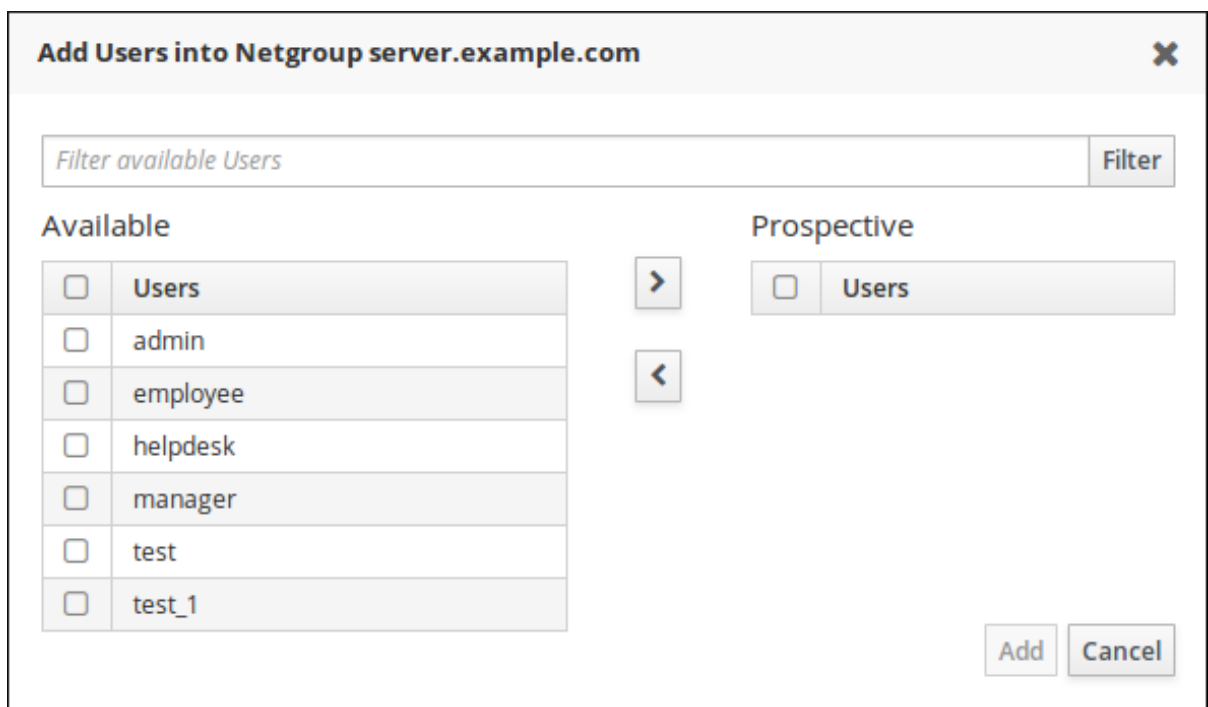 Add Users into Netgroup server.example.com
Filter available Users
Filter
Available
Prospective
Users
Users
admin
employee
helpdesk
manager
test
test_1
Add
Cancel